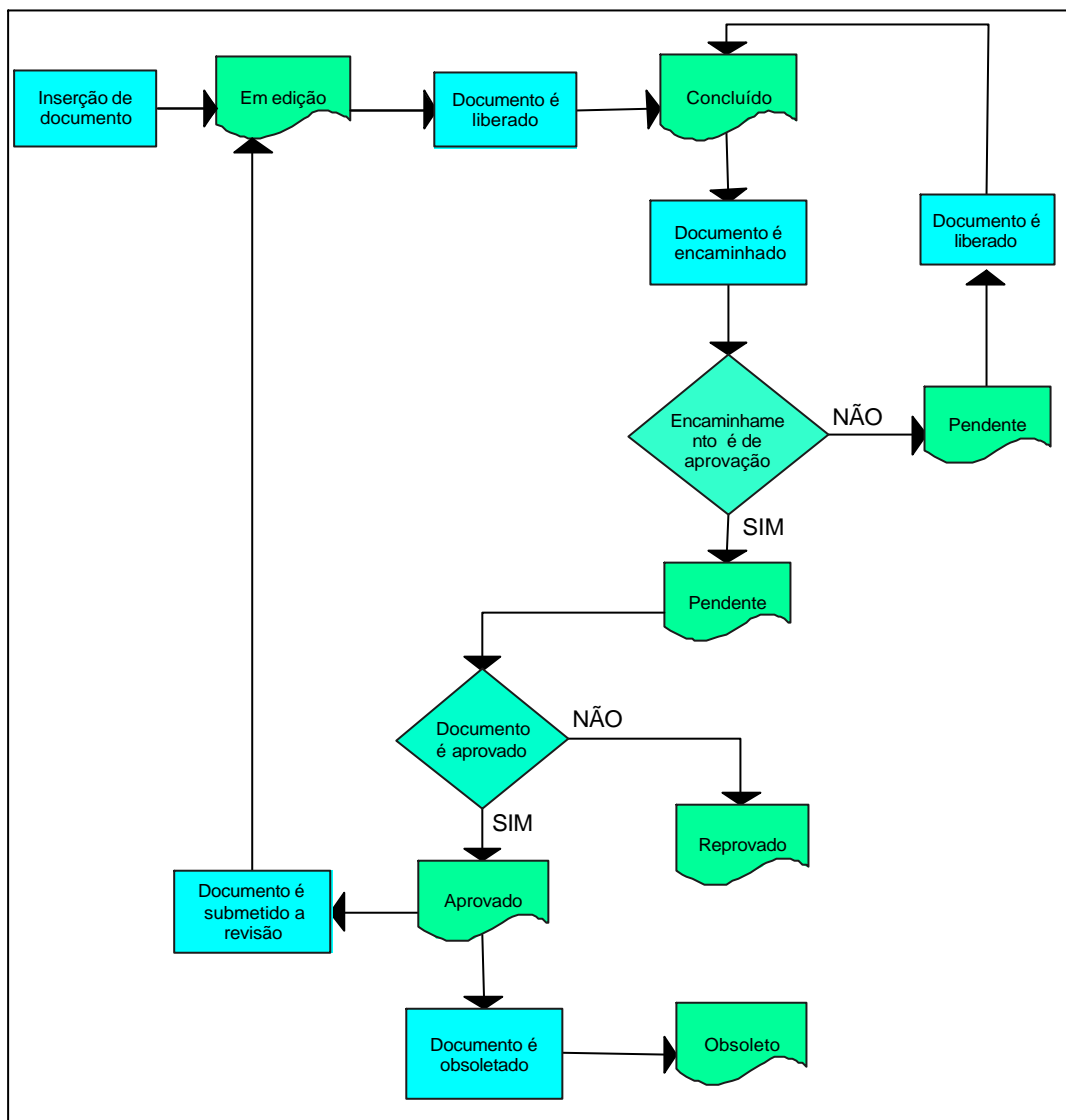 Inserção de
documento
Em edição
Documento é
liberado
Concluído
Documento é
encaminhado
Documento é
liberado
Encaminhame
nto é de
aprovação
NÃO
Pendente
SIM
Pendente
Documento
é aprovado
NÃO
SIM
Reprovado
Documento é
submetido a
revisão
Aprovado
Documento é
obsoletado
Obsoleto